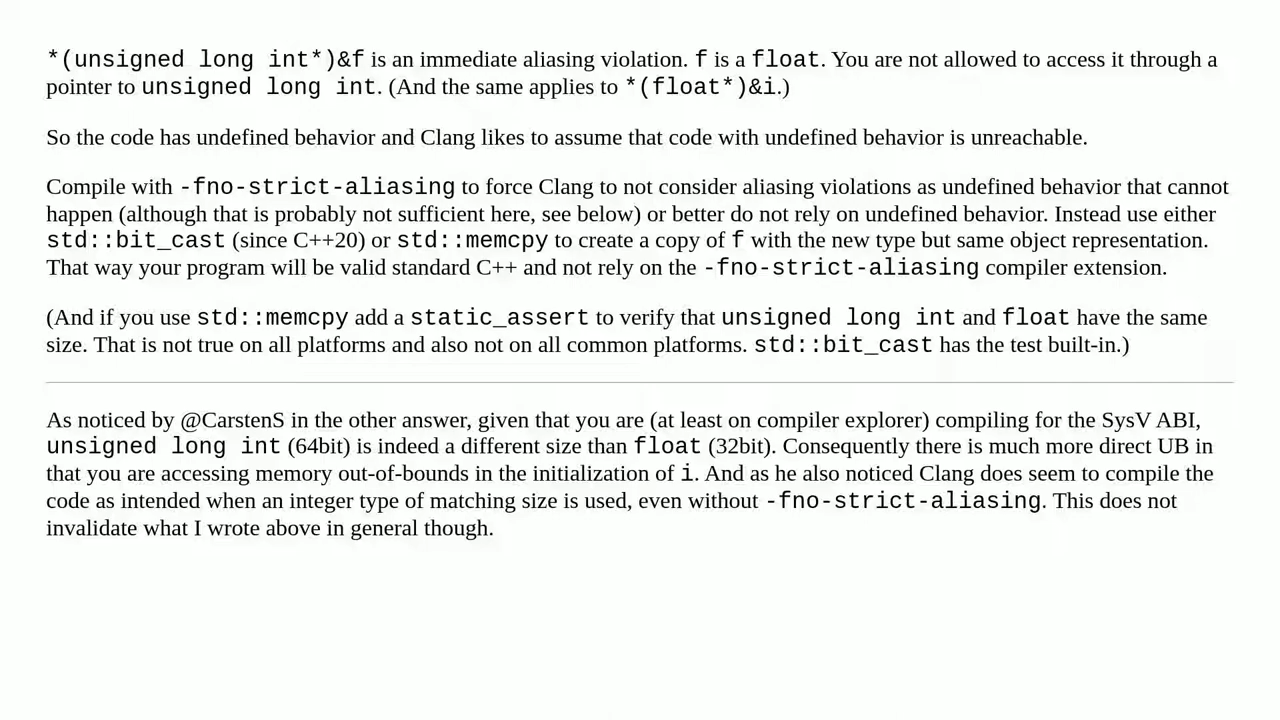 *(unsigned long int*)&f is an immediate aliasing violation. f is a float. You are not allowed to access it through a
pointer to unsigned long int. (And the same applies to *(float*)&i.)
So the code has undefined behavior and Clang likes to assume that code with undefined behavior is unreachable.
Compile with -fno-strict-aliasing to force Clang to not consider aliasing violations as undefined behavior that cannot
happen (although that is probably not sufficient here, see below) or better do not rely on undefined behavior. Instead use either
std::bit_cast (since C++20) or std::memcpy to create a copy of f with the new type but same object representation.
That way your program will be valid standard C++ and not rely on the -fno-strict-aliasing compiler extension.
(And if you use std::memcpy add a static_assert to verify that unsigned long int and float have the same
size. That is not true on all platforms and also not on all common platforms. std::bit_cast has the test built-in.)
As noticed by @CarstenS in the other answer, given that you are (at least on compiler explorer) compiling for the SysV ABI,
unsigned long int (64bit) is indeed a different size than float (32bit). Consequently there is much more direct UB in
that you are accessing memory out-of-bounds in the initialization of i. And as he also noticed Clang does seem to compile the
code as intended when an integer type of matching size is used, even without -fno-strict-aliasing. This does not
invalidate what I wrote above in general though.